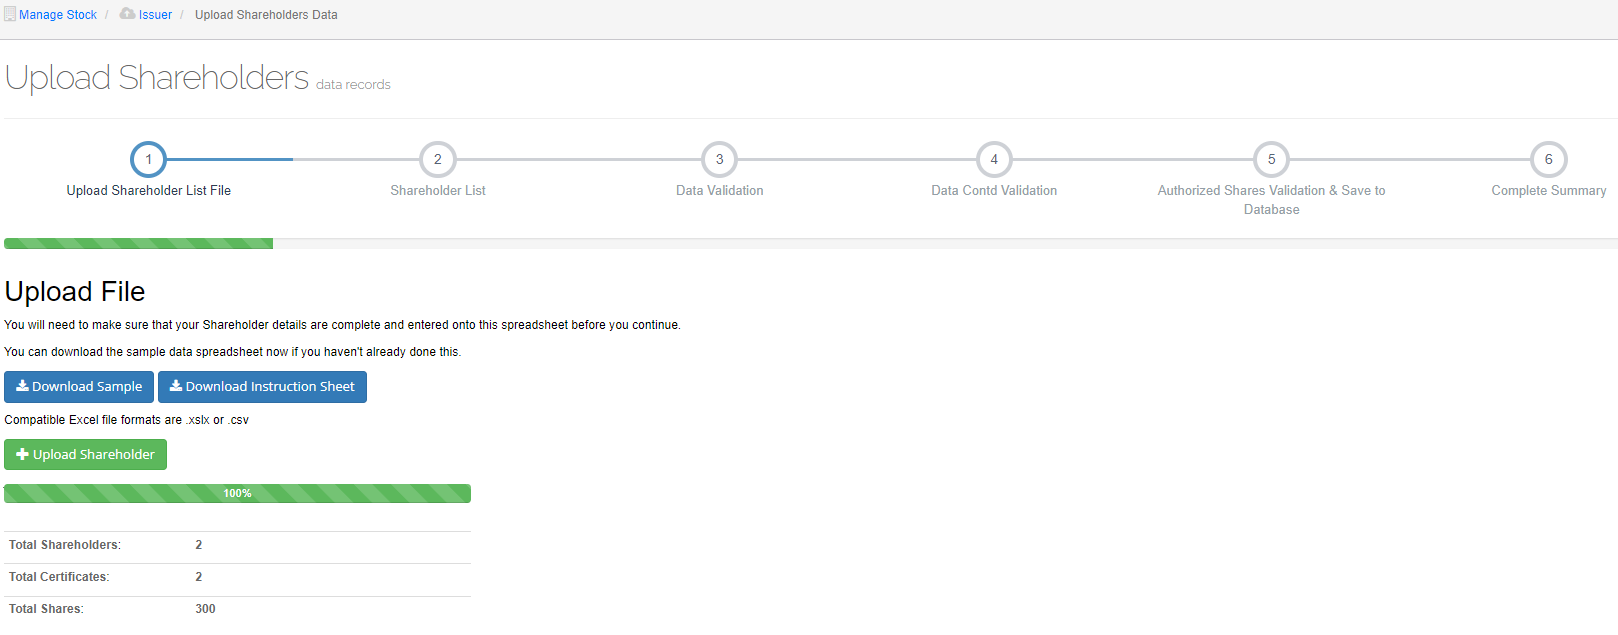 Manage Stock / Issuer / Upload Shareholders Data
Upload Shareholders data records
1 2 3 4 5 6
Upload Shareholder List File Shareholder List Data Validation Data Contd Validation Authorized Shares Validation & Save to Complete Summary
Database
Upload File
You will need to make sure that your Shareholder details are complete and entered onto this spreadsheet before you continue.
You can download the sample data spreadsheet now if you haven't already done this.
Download Sample Download Instruction Sheet
Compatible Excel file formats are .xslx or .csv
Upload Shareholder
100%
Total Shareholders: 2
Total Certificates: 2
Total Shares: 300